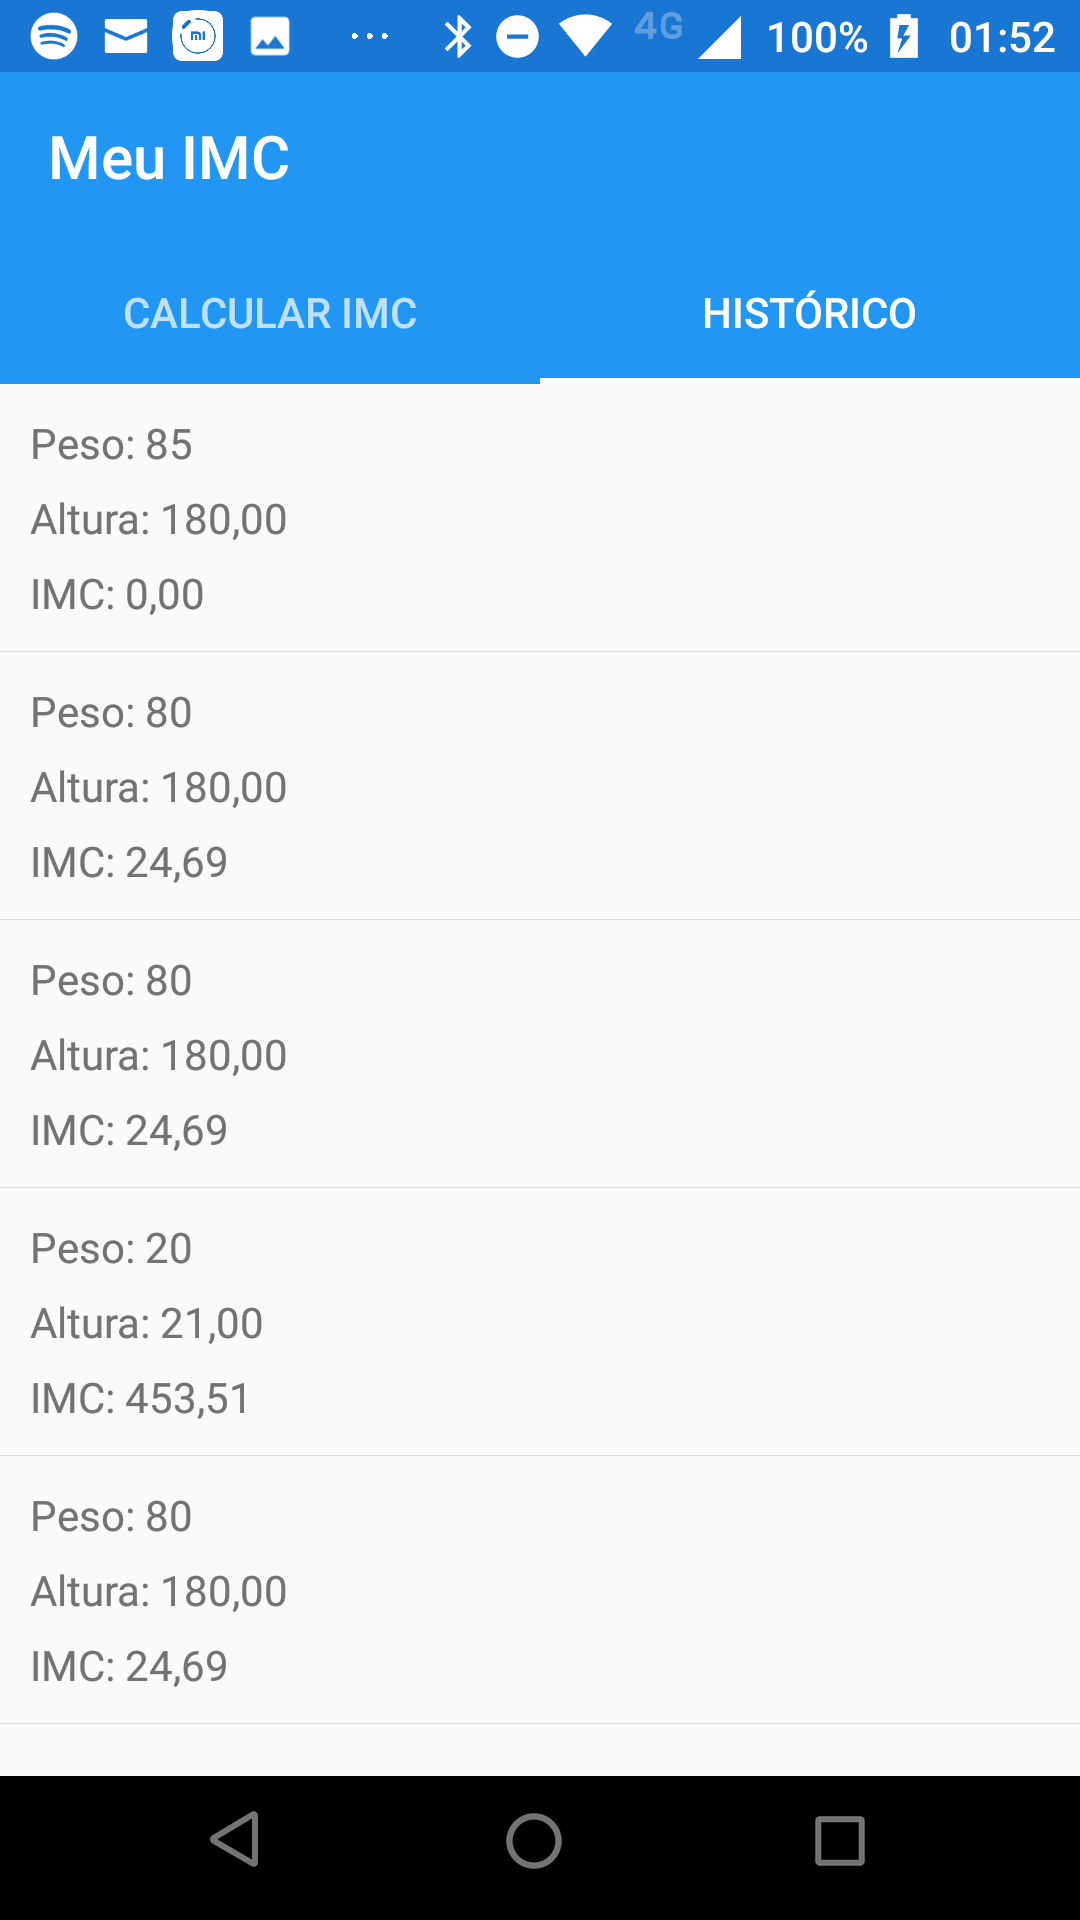 4G 100% 01:52
Meu IMC
CALCULAR IMC HISTÓRICO
Peso: 85
Altura: 180,00
IMC: 0,00
Peso: 80
Altura: 180,00
IMC: 24,69
Peso: 80
Altura: 180,00
IMC: 24,69
Peso: 20
Altura: 21,00
IMC: 453,51
Peso: 80
Altura: 180,00
IMC: 24,69